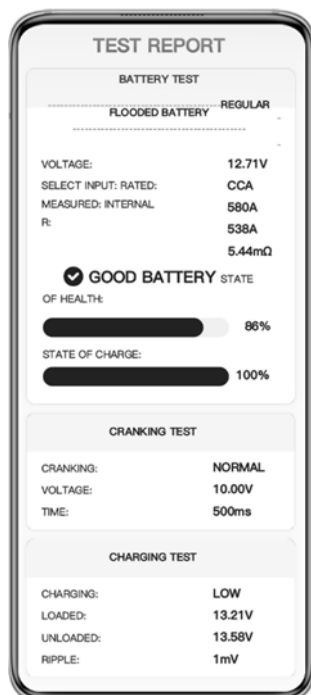 TEST REPORT
BATTERY TEST
REGULAR
FLOODED BATTERY
VOLTAGE: 12.71V
SELECT INPUT: RATED: CCA
MEASURED: INTERNAL 580A
R: 538A
5.44mΩ
GOOD BATTERY STATE
OF HEALTH:
86%
STATE OF CHARGE:
100%
CRANKING TEST
CRANKING: NORMAL
VOLTAGE: 10.00V
TIME: 500ms
CHARGING TEST
CHARGING: LOW
LOADED: 13.21V
UNLOADED: 13.58V
RIPPLE: 1mV